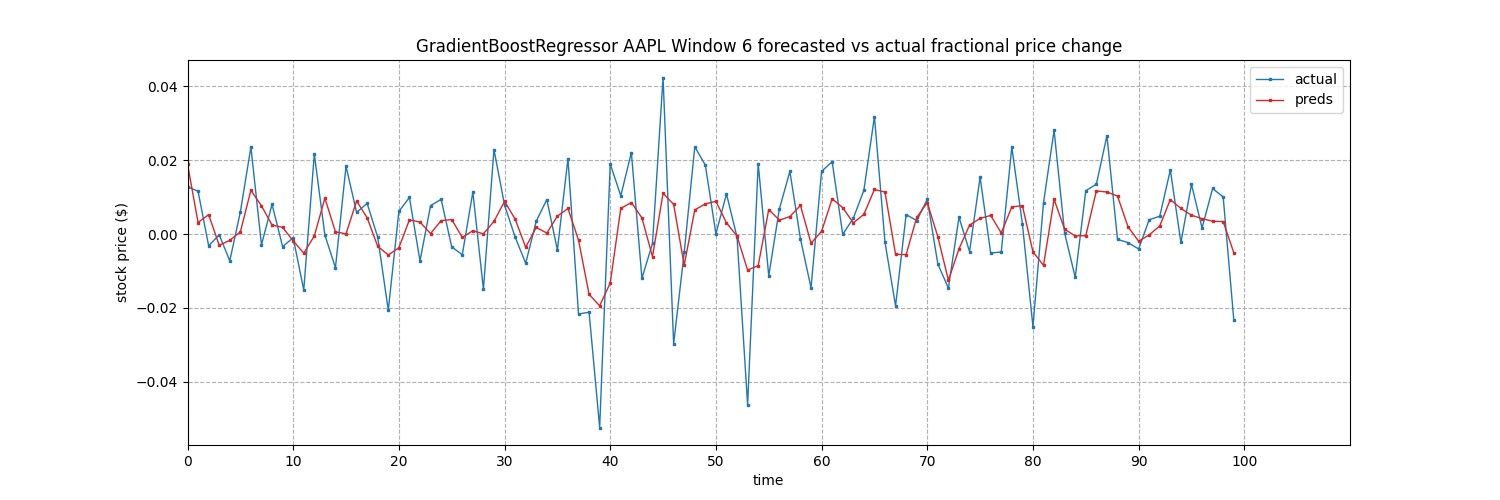 GradientBoostRegressor AAPL Window 6 forecasted vs actual fractional price change
actual
preds
stock price ($)
0.04
0.02
0.00
−0.02
−0.04
0 10 20 30 40 50 60 70 80 90 100
time